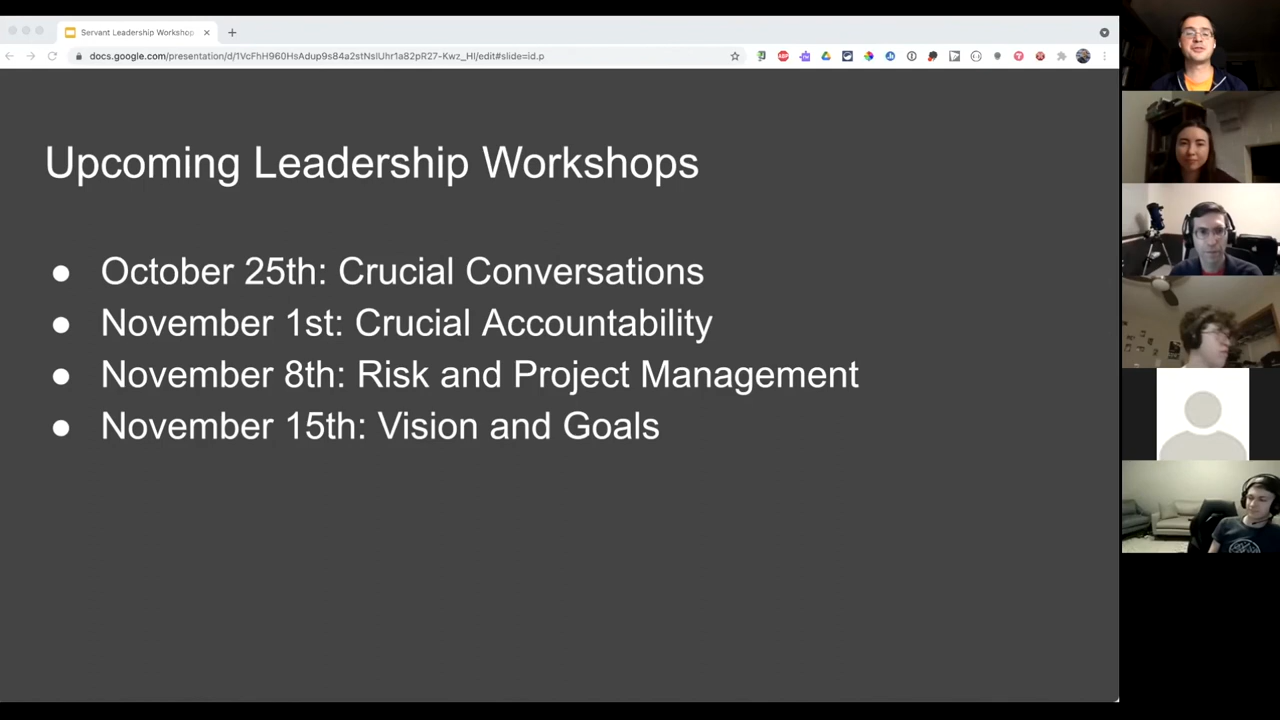 Servant Leadership Workshop
docs.google.com/presentation/d/1VcFhH960HsAdup9s84a2stNslUhr1a82pR27-Kwz_HI/edit#slide=id.p
Upcoming Leadership Workshops
● October 25th: Crucial Conversations
● November 1st: Crucial Accountability
● November 8th: Risk and Project Management
● November 15th: Vision and Goals